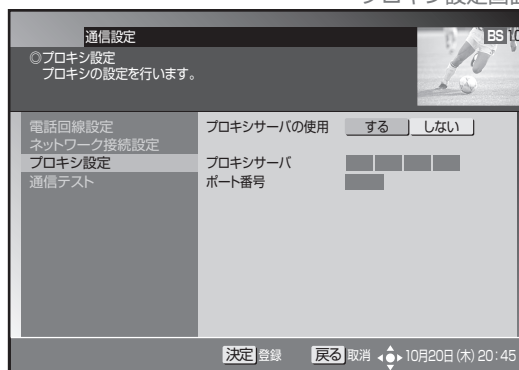 プロキシ設定画面
通信設定
BS 10
◎プロキシ設定
プロキシの設定を行います。
電話回線設定
ネットワーク接続設定
プロキシ設定
通信テスト
プロキシサーバの使用 する しない
プロキシサーバ
ポート番号
決定 登録 戻る 取消 10月20日(木) 20:45